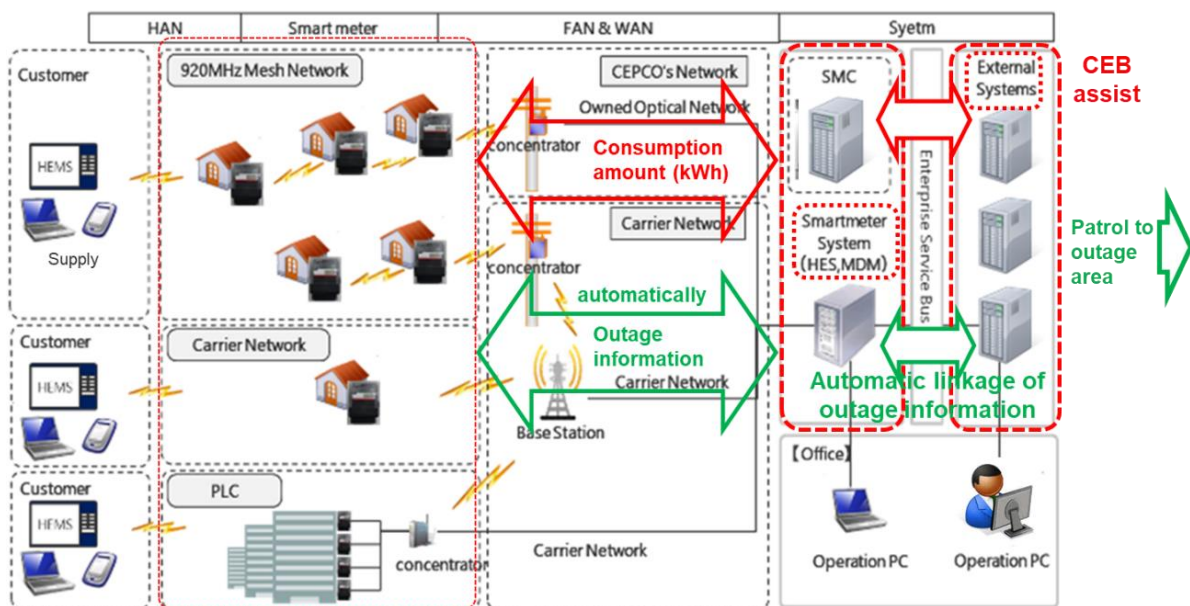 HAN
Smart meter
FAN & WAN
Syetm
Customer
HEMS
Supply
920MHz Mesh Network
CEPCO's Network
Owned Optical Network
concentrator
Consumption
amount (kWh)
Carrier Network
concentrator
automatically
Outage
information
Carrier Network
Base Station
SMC
External
Systems
CEB
assist
Enterprise Service Bus
Smartmeter
System
(HES,MDM)
Patrol to
outage
area
Automatic linkage of
outage information
Customer
HEMS
Carrier Network
Customer
HEMS
PLC
concentrator
Carrier Network
【Office】
Operation PC
Operation PC